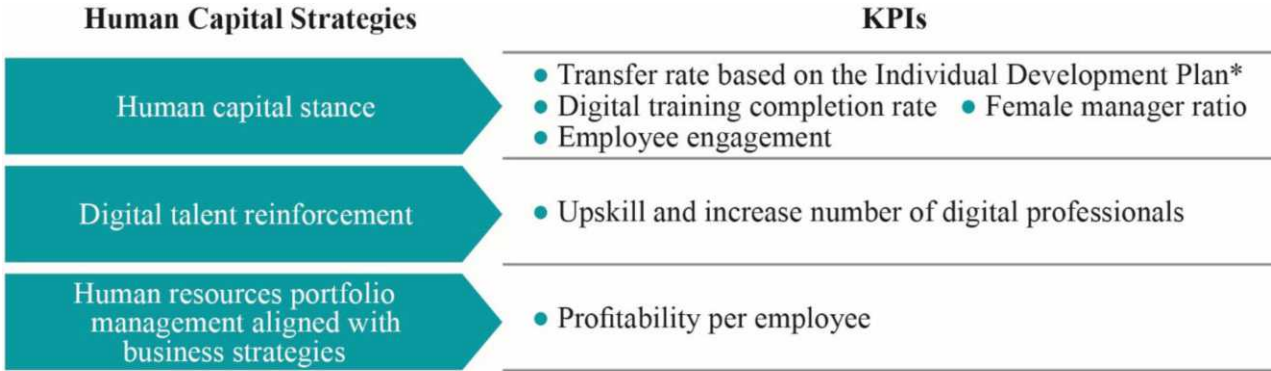 Human Capital Strategies
KPIs
Human capital stance
● Transfer rate based on the Individual Development Plan*
● Digital training completion rate ● Female manager ratio
● Employee engagement
Digital talent reinforcement
● Upskill and increase number of digital professionals
Human resources portfolio
management aligned with
business strategies
● Profitability per employee